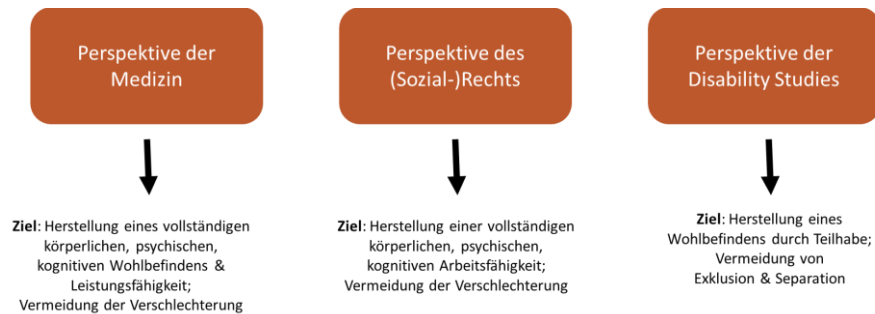 Perspektive der
Medizin
Perspektive des
(Sozial-)Rechts
Perspektive der
Disability Studies
Ziel: Herstellung eines vollständigen
körperlichen, psychischen,
kognitiven Wohlbefindens &
Leistungsfähigkeit;
Vermeidung der Verschlechterung
Ziel: Herstellung einer vollständigen
körperlichen, psychischen,
kognitiven Arbeitsfähigkeit;
Vermeidung der Verschlechterung
Ziel: Herstellung eines
Wohlbefindens durch Teilhabe;
Vermeidung von
Exklusion & Separation